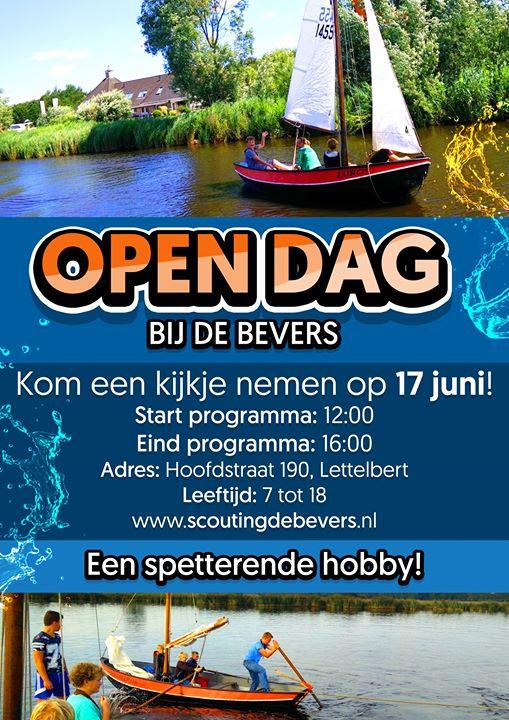 1455
OPEN DAG
BIJ DE BEVERS
Kom een kijkje nemen op 17 juni!
Start programma: 12:00
Eind programma: 16:00
Adres: Hoofdstraat 190, Lettelbert
Leeftijd: 7 tot 18
www.scoutingdebevers.nl
Een spetterende hobby!